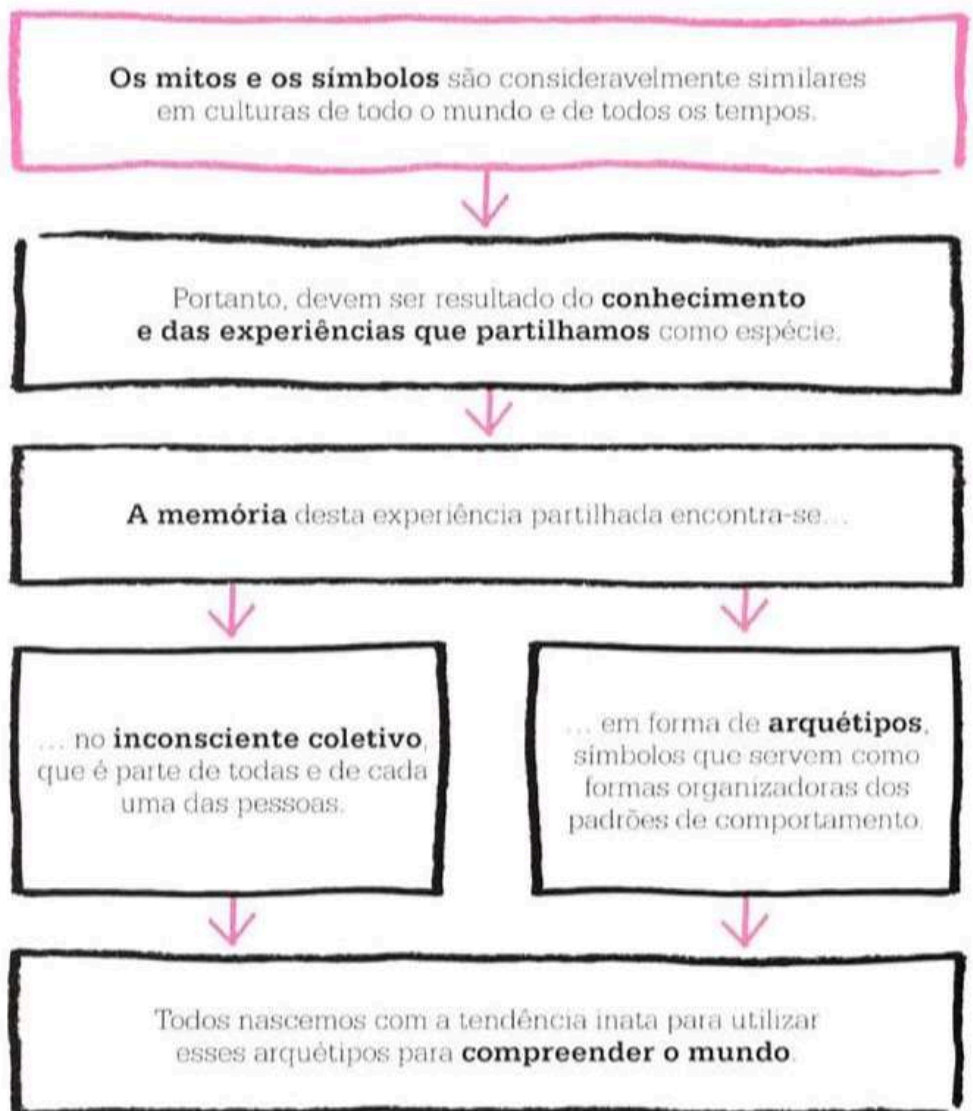 Os mitos e os símbolos são consideravelmente similares
em culturas de todo o mundo e de todos os tempos.
Portanto, devem ser resultado do conhecimento
e das experiências que partilhamos como espécie.
A memória desta experiência partilhada encontra-se...
... no inconsciente coletivo,
que é parte de todas e de cada
uma das pessoas.
... em forma de arquétipos,
símbolos que servem como
formas organizadoras dos
padrões de comportamento.
Todos nascemos com a tendência inata para utilizar
esses arquétipos para compreender o mundo.